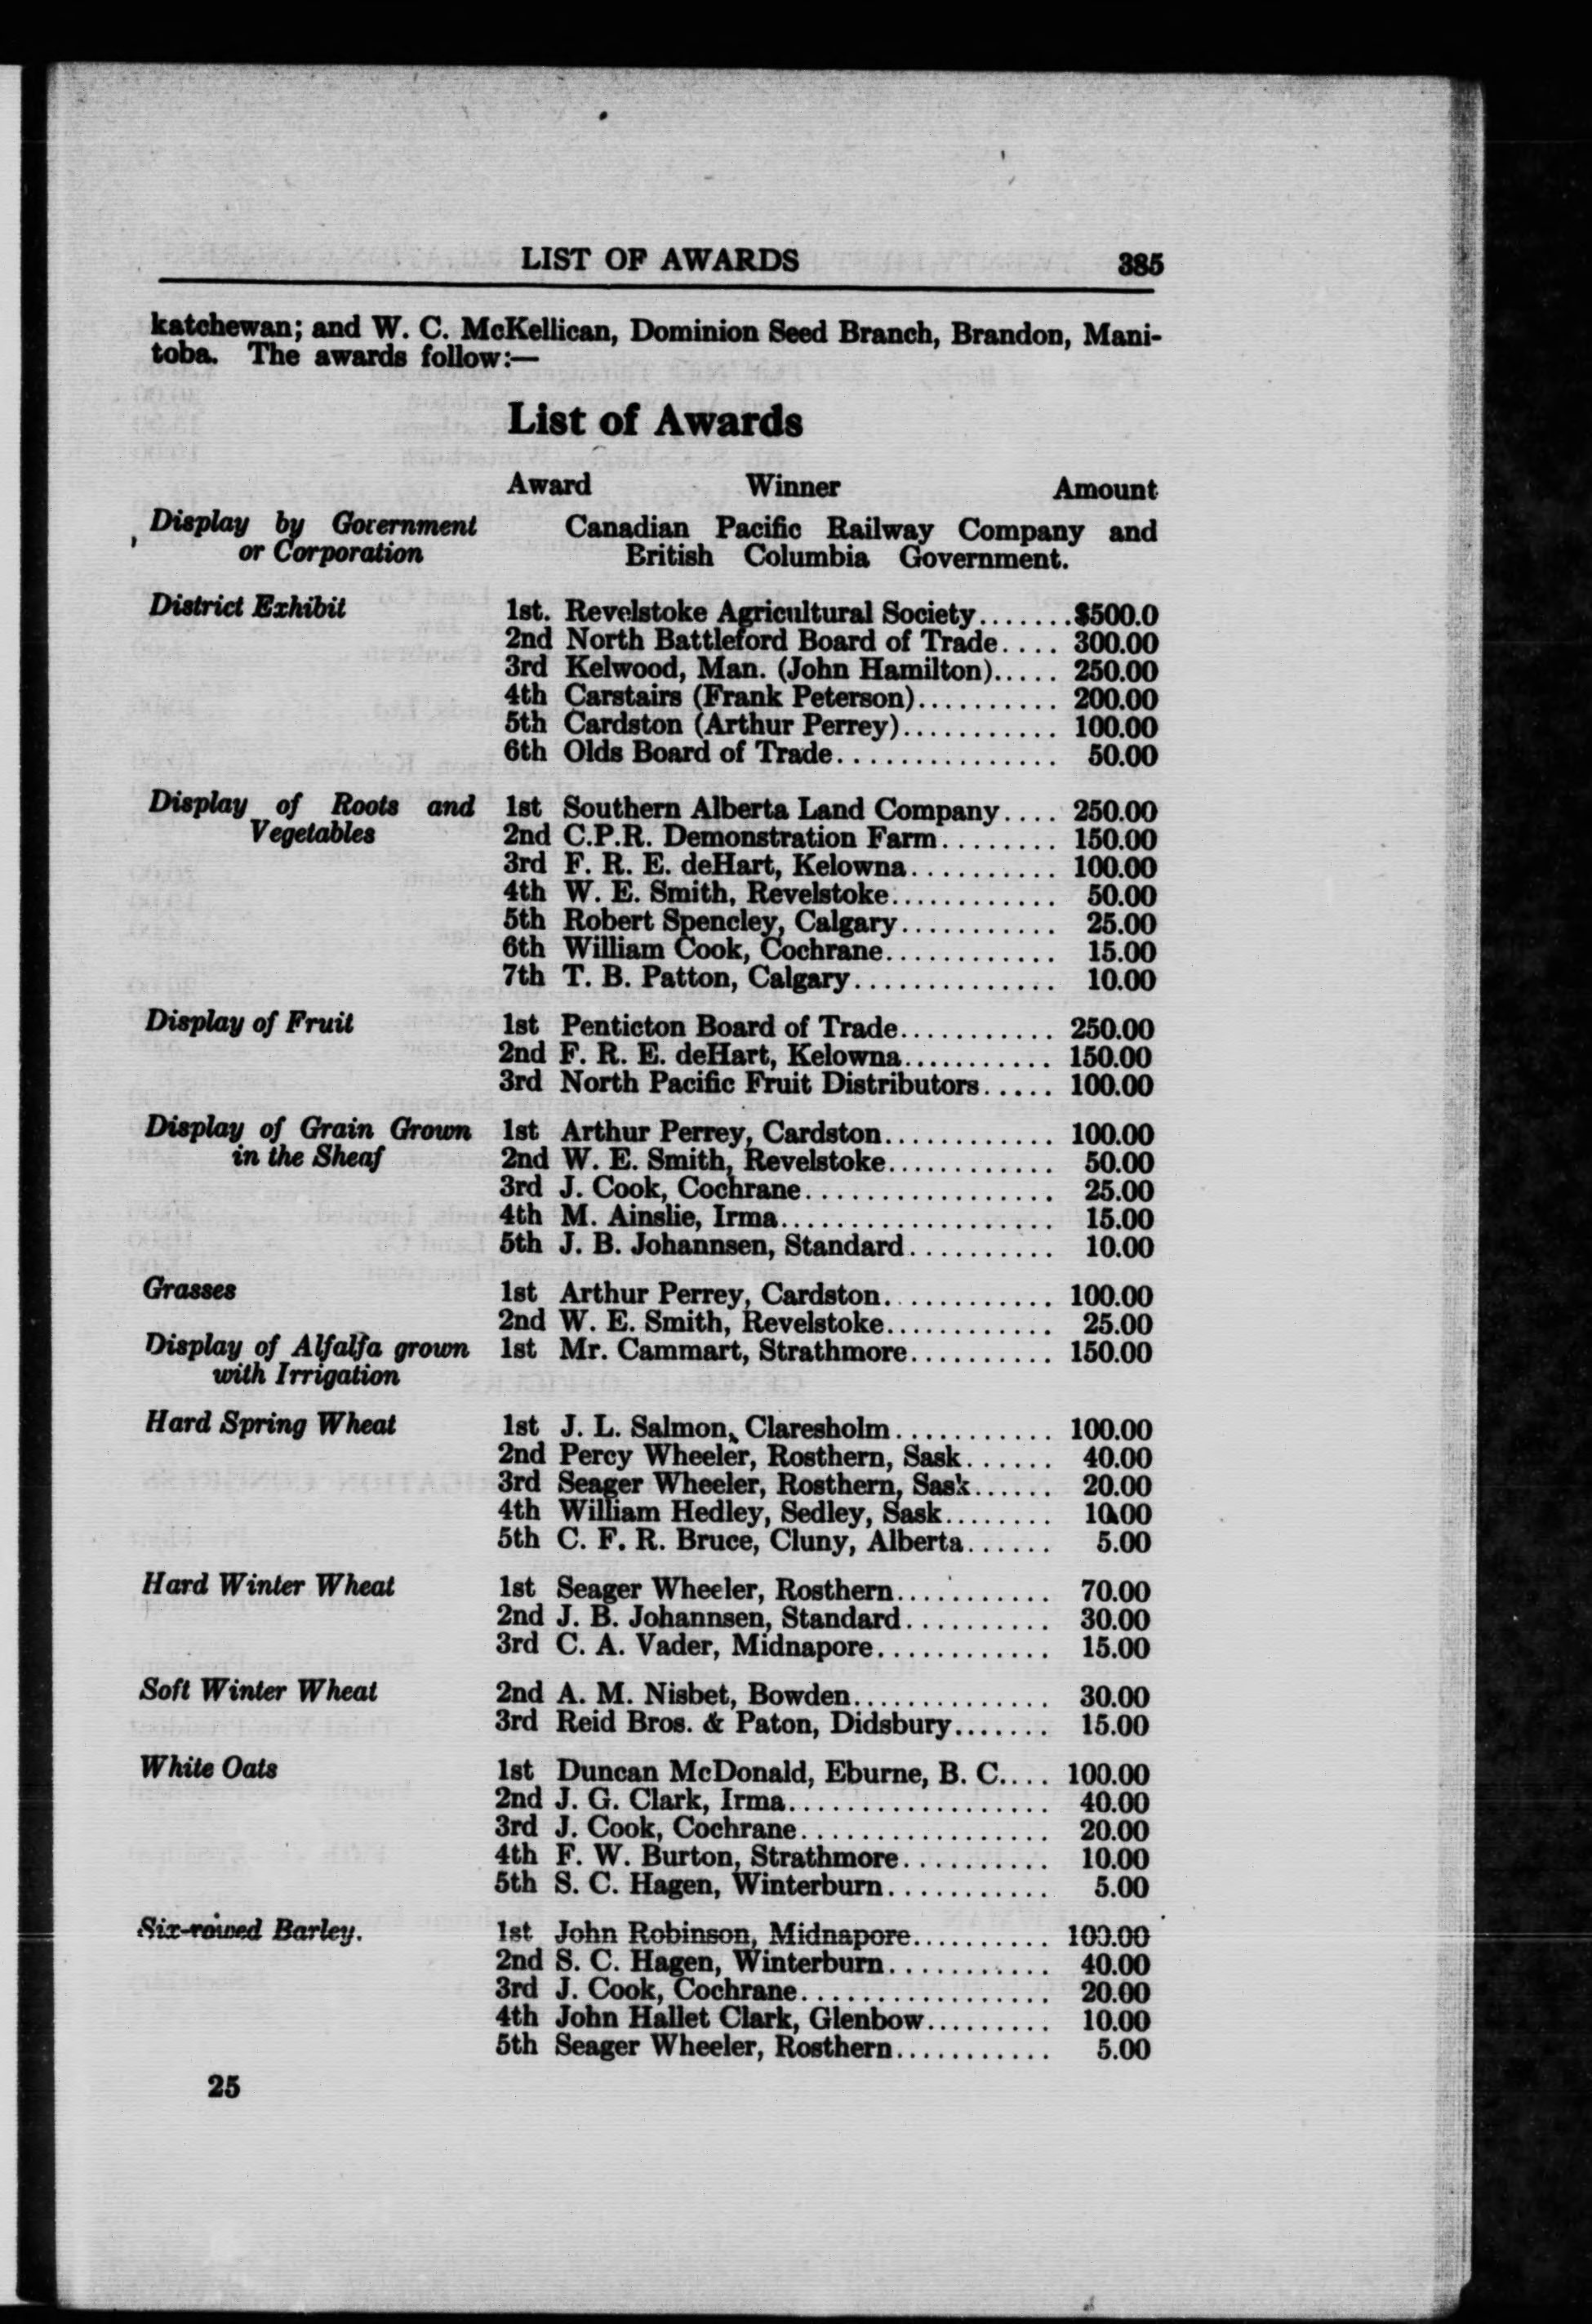 LIST OF AWARDS 385
katchewan; and W. C. McKellican, Dominion Seed Branch, Brandon, Mani-
toba. The awards follow:—
List of Awards
Award Winner Amount
Display by Government Canadian Pacific Railway Company and
or Corporation British Columbia Government.
District Exhibit 1st. Revelstoke Agricultural Society.......$500.0
2nd North Battleford Board of Trade.... 300.00
3rd Kelwood, Man. (John Hamilton)..... 250.00
4th Carstairs (Frank Peterson).......... 200.00
5th Cardston (Arthur Perrey)........... 100.00
6th Olds Board of Trade................ 50.00
Display of Roots and 1st Southern Alberta Land Company.... 250.00
Vegetables 2nd C.P.R. Demonstration Farm........ 150.00
3rd F. R. E. deHart, Kelowna.......... 100.00
4th W. E. Smith, Revelstoke............ 50.00
5th Robert Spencley, Calgary........... 25.00
6th William Cook, Cochrane............ 15.00
7th T. B. Patton, Calgary.............. 10.00
Display of Fruit 1st Penticton Board of Trade........... 250.00
2nd F. R. E. deHart, Kelowna........... 150.00
3rd North Pacific Fruit Distributors..... 100.00
Display of Grain Grown 1st Arthur Perrey, Cardston............ 100.00
in the Sheaf 2nd W. E. Smith, Revelstoke............ 50.00
3rd J. Cook, Cochrane.................. 25.00
4th M. Ainslie, Irma.................... 15.00
5th J. B. Johannsen, Standard.......... 10.00
Grasses 1st Arthur Perrey, Cardston............ 100.00
2nd W. E. Smith, Revelstoke............ 25.00
Display of Alfalfa grown 1st Mr. Cammart, Strathmore.......... 150.00
with Irrigation
Hard Spring Wheat 1st J. L. Salmon, Claresholm........... 100.00
2nd Percy Wheeler, Rosthern, Sask...... 40.00
3rd Seager Wheeler, Rosthern, Sask...... 20.00
4th William Hedley, Sedley, Sask........ 10.00
5th C. F. R. Bruce, Cluny, Alberta...... 5.00
Hard Winter Wheat 1st Seager Wheeler, Rosthern........... 70.00
2nd J. B. Johannsen, Standard.......... 30.00
3rd C. A. Vader, Midnapore............ 15.00
Soft Winter Wheat 2nd A. M. Nisbet, Bowden.............. 30.00
3rd Reid Bros. & Paton, Didsbury....... 15.00
White Oats 1st Duncan McDonald, Eburne, B. C.... 100.00
2nd J. G. Clark, Irma................... 40.00
3rd J. Cook, Cochrane.................. 20.00
4th F. W. Burton, Strathmore.......... 10.00
5th S. C. Hagen, Winterburn............ 5.00
Six-rowed Barley. 1st John Robinson, Midnapore.......... 100.00
2nd S. C. Hagen, Winterburn............ 40.00
3rd J. Cook, Cochrane.................. 20.00
4th John Hallet Clark, Glenbow......... 10.00
5th Seager Wheeler, Rosthern........... 5.00
25